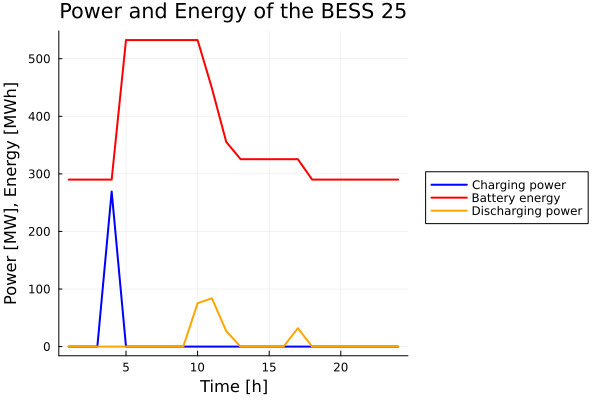 Power and Energy of the BESS 25
Power [MW], Energy [MWh]
500
400
300
200
100
0
5
10
15
20
Time [h]
Charging power
Battery energy
Discharging power